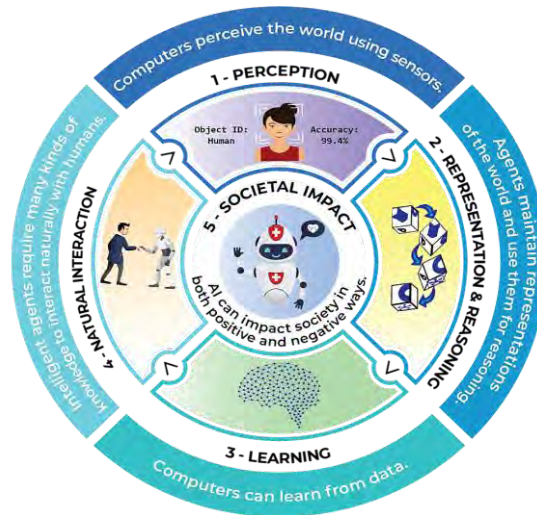 Computers perceive the world using sensors.
1 - PERCEPTION
Object ID:
Human
Accuracy:
99.4%
Agents maintain representations
of the world and use them for reasoning.
2 - REPRESENTATION & REASONING
3 - LEARNING
Computers can learn from data.
Intelligent agents require many kinds of
knowledge to interact naturally with humans.
4 - NATURAL INTERACTION
5 - SOCIETAL IMPACT
AI can impact society in
both positive and negative ways.